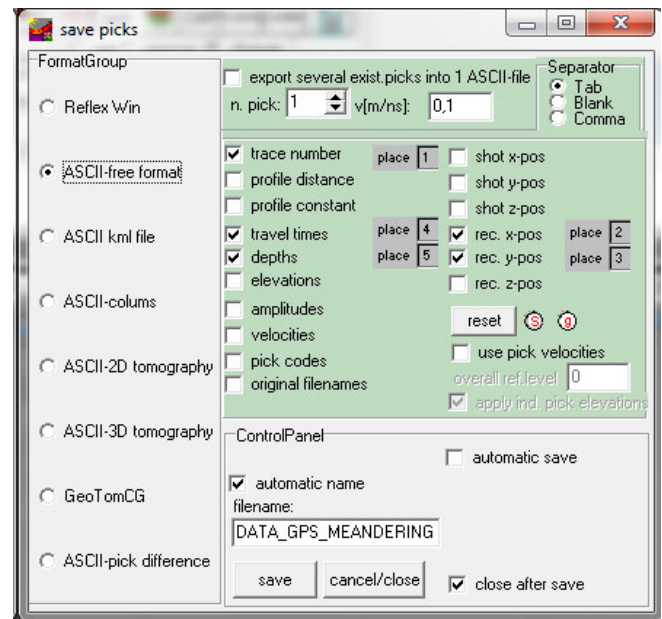 save picks
FormatGroup
Reflex Win
ASCII-free format
ASCII kml file
ASCII-colums
ASCII-2D tomography
ASCII-3D tomography
GeoTomCG
ASCII-pick difference
export several exist.picks into 1 ASCII-file
n. pick: 1 v[m/ns]: 0,1
Separator
Tab
Blank
Comma
trace number place 1
profile distance
profile constant
travel times place 4
depths place 5
elevations
amplitudes
velocities
pick codes
original filenames
shot x-pos
shot y-pos
shot z-pos
rec. x-pos place 2
rec. y-pos place 3
rec. z-pos
reset S g
use pick velocities
overall ref.level 0
apply ind. pick elevations
ControlPanel
automatic save
automatic name
filename:
DATA_GPS_MEANDERING
save cancel/close close after save